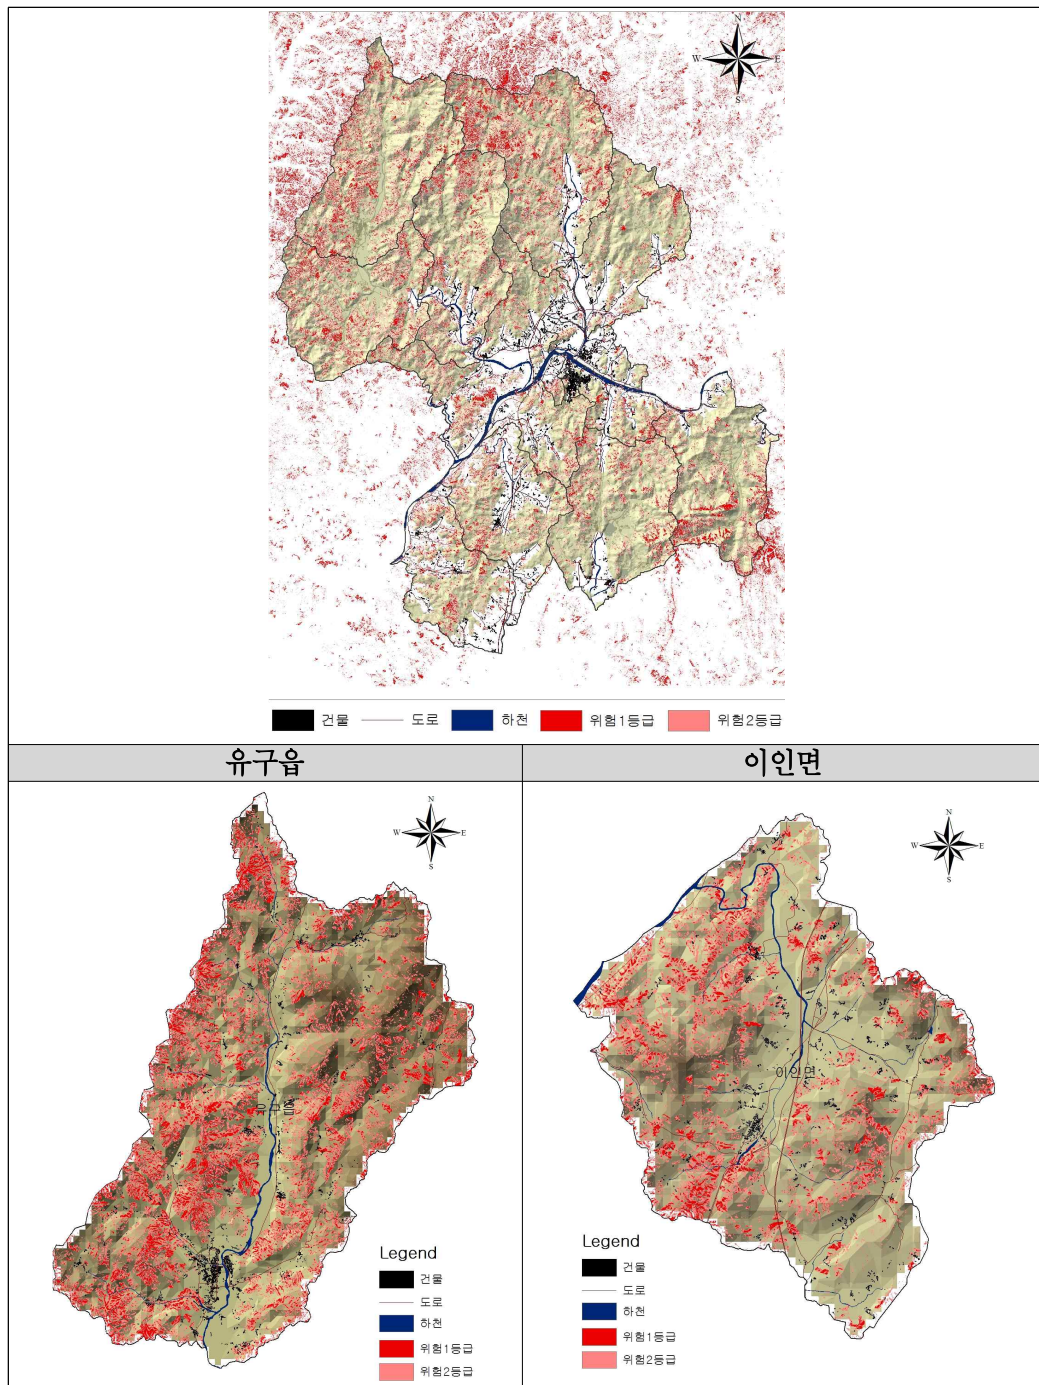 N
W E
S
건물 도로 하천 위험1등급 위험2등급
유구읍 이인면
N
W E
S
유구읍
Legend
건물
도로
하천
위험1등급
위험2등급
N
W E
S
이인면
Legend
건물
도로
하천
위험1등급
위험2등급